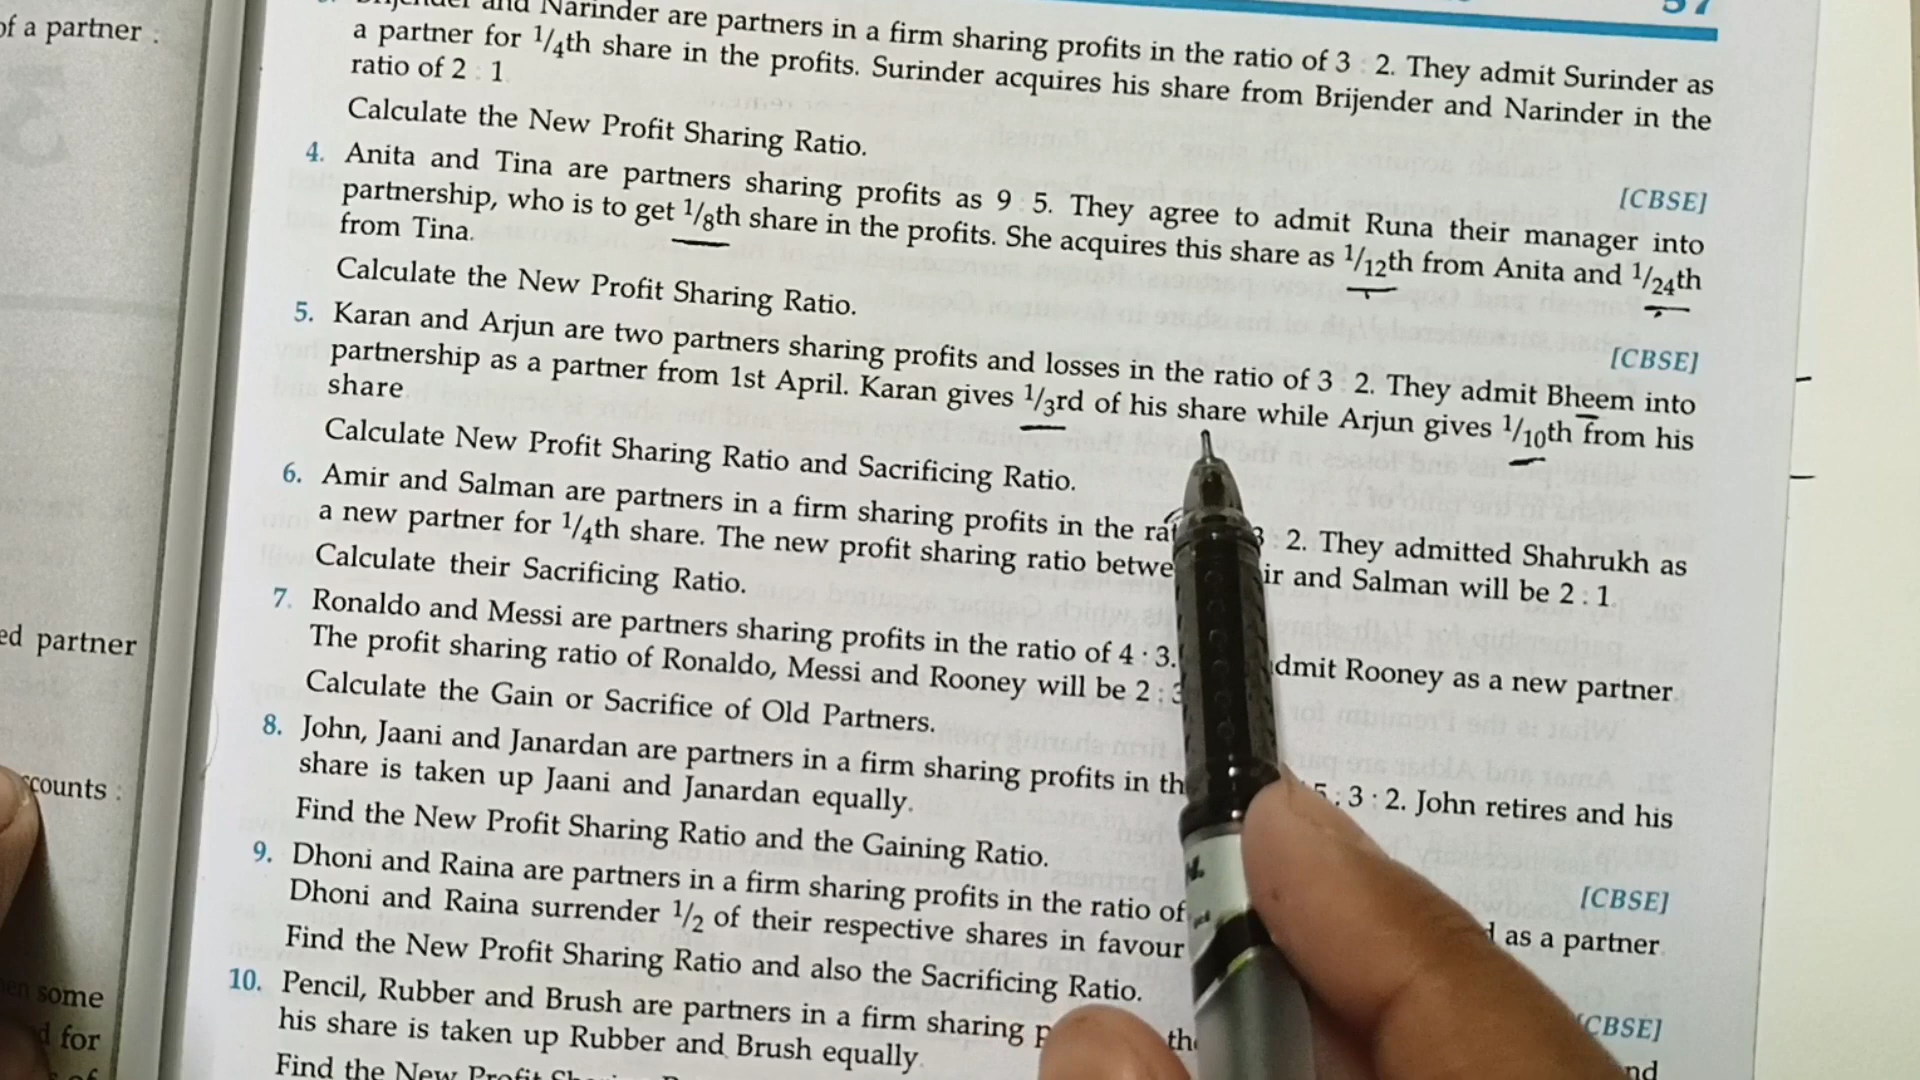 of a partner :
57
and Narinder are partners in a firm sharing profits in the ratio of 3 : 2. They admit Surinder as
a partner for 1/4th share in the profits. Surinder acquires his share from Brijender and Narinder in the
ratio of 2 : 1
Calculate the New Profit Sharing Ratio.
[CBSE]
4. Anita and Tina are partners sharing profits as 9 : 5. They agree to admit Runa their manager into
partnership, who is to get 1/8th share in the profits. She acquires this share as 1/12th from Anita and 1/24th
from Tina.
Calculate the New Profit Sharing Ratio.
[CBSE]
5. Karan and Arjun are two partners sharing profits and losses in the ratio of 3 : 2. They admit Bheem into
partnership as a partner from 1st April. Karan gives 1/3rd of his share while Arjun gives 1/10th from his
share
Calculate New Profit Sharing Ratio and Sacrificing Ratio.
6. Amir and Salman are partners in a firm sharing profits in the 3 : 2. They admitted Shahrukh as
a new partner for 1/4th share. The new profit sharing ratio and Salman will be 2 : 1.
Calculate their Sacrificing Ratio.
7. Ronaldo and Messi are partners sharing profits in the ratio of 4 : 3. admit Rooney as a new partner
The profit sharing ratio of Ronaldo, Messi and Rooney will be 2 : 3
Calculate the Gain or Sacrifice of Old Partners.
8. John, Jaani and Janardan are partners in a firm sharing profits in 5 : 3 : 2. John retires and his
share is taken up Jaani and Janardan equally.
Find the New Profit Sharing Ratio and the Gaining Ratio.
[CBSE]
9. Dhoni and Raina are partners in a firm sharing profits in the ratio of as a partner
Dhoni and Raina surrender 1/2 of their respective shares in favour
Find the New Profit Sharing Ratio and also the Sacrificing Ratio.
CBSE]
10. Pencil, Rubber and Brush are partners in a firm sharing
his share is taken up Rubber and Brush equally
Find the New
partner
counts :
some
for
of